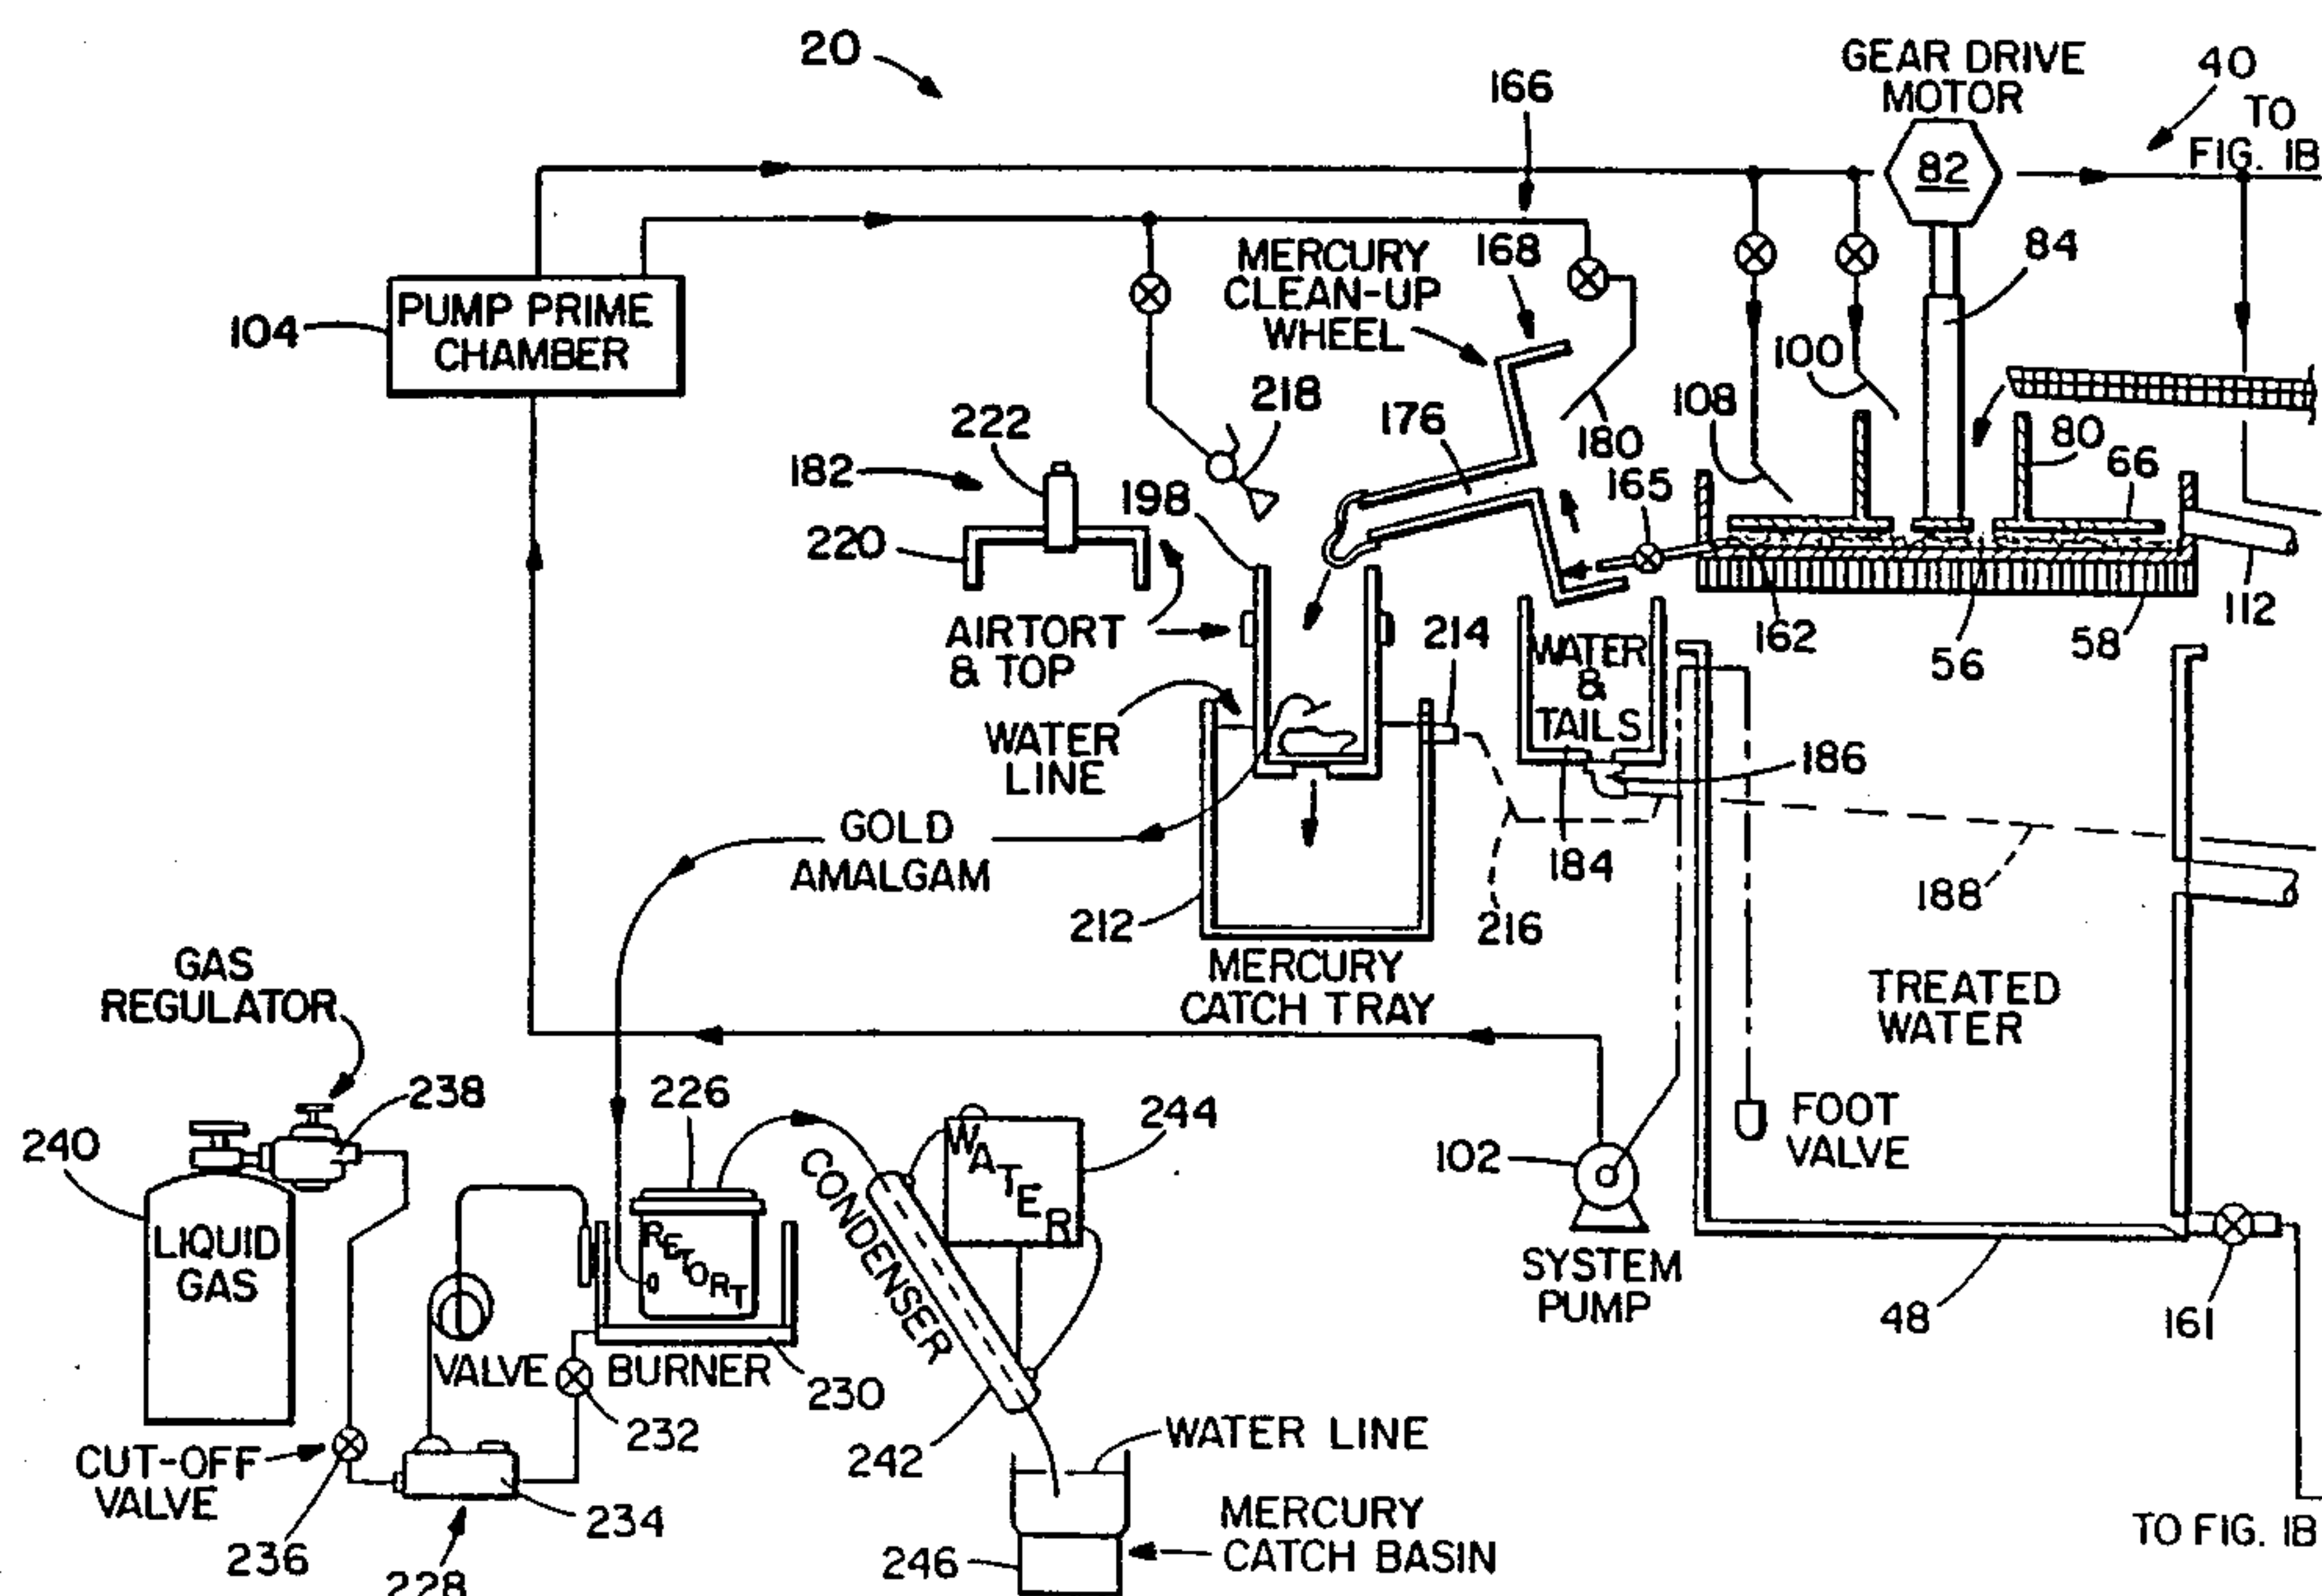 20
GEAR DRIVE
MOTOR
40
TO
FIG. 1B
166
82
84
MERCURY
CLEAN-UP
WHEEL
168
PUMP PRIME
CHAMBER
104
100
108
218
176
180
80
66
222
182
198
165
220
112
AIRTORT
& TOP
214
WATER
&
TAILS
162
56
58
WATER
LINE
186
GOLD
AMALGAM
184
188
212
216
MERCURY
CATCH TRAY
GAS
REGULATOR
TREATED
WATER
238
226
244
240
WATER
102
FOOT
VALVE
CONDENSER
LIQUID
GAS
RETORT
SYSTEM
PUMP
48
161
VALVE
BURNER
230
232
242
WATER LINE
CUT-OFF
VALVE
234
236
228
MERCURY
CATCH BASIN
246
TO FIG. 1B